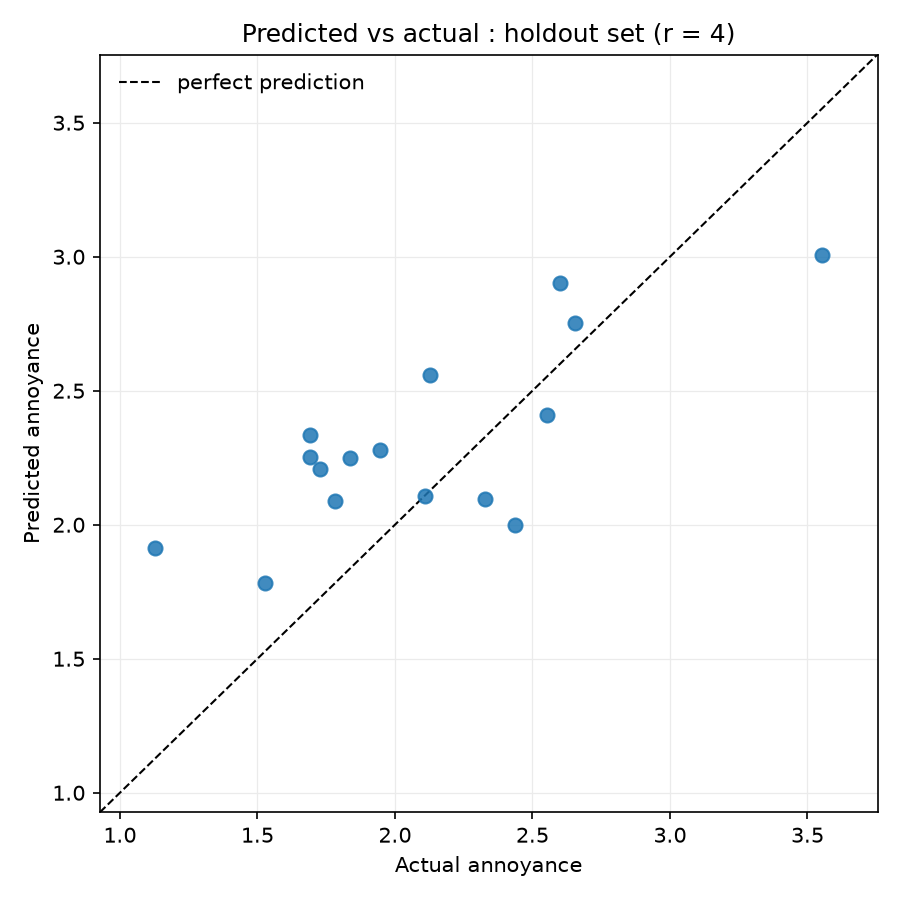 Predicted vs actual : holdout set (r = 4)
perfect prediction
3.5
3.0
2.5
2.0
1.5
1.0
Predicted annoyance
1.0 1.5 2.0 2.5 3.0 3.5
Actual annoyance